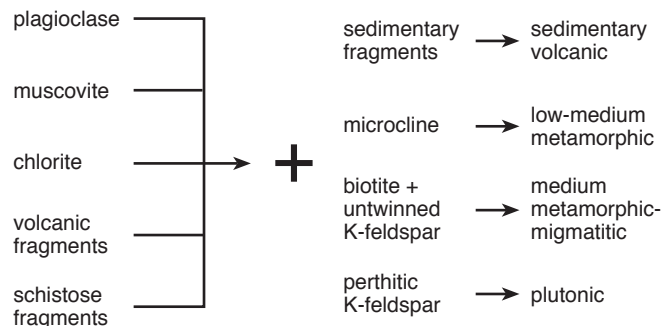 plagioclase
muscovite
chlorite
volcanic
fragments
schistose
fragments
+
sedimentary
fragments
sedimentary
volcanic
microcline
low-medium
metamorphic
biotite +
untwinned
K-feldspar
medium
metamorphic-
migmatitic
perthitic
K-feldspar
plutonic